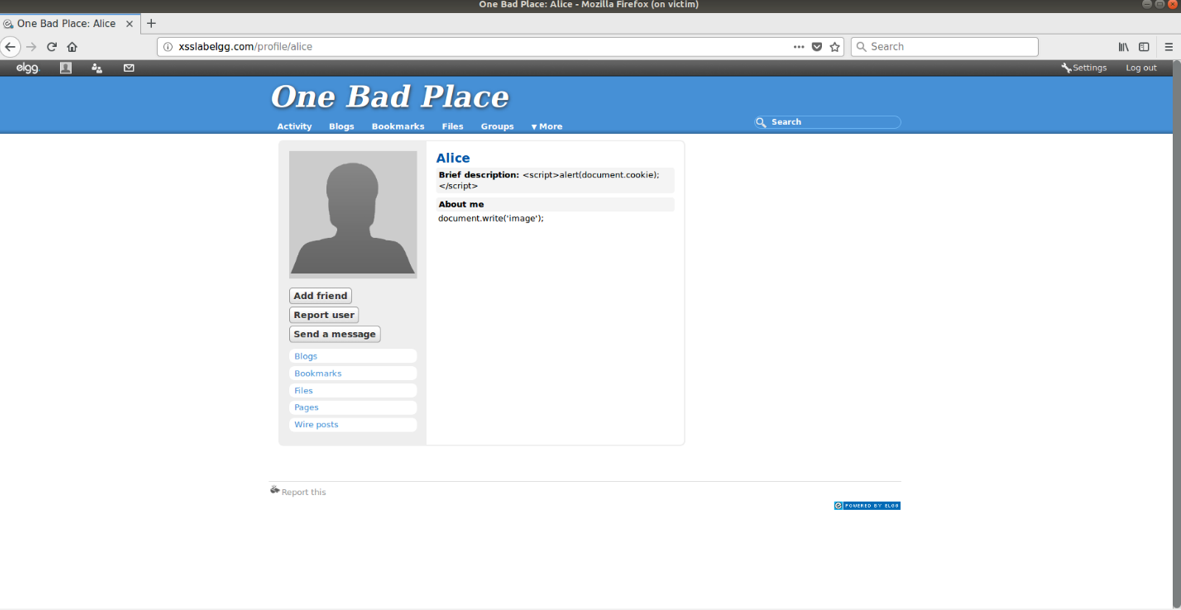 One Bad Place: Alice - Mozilla Firefox (on victim)
One Bad Place: Alice
xsslabelgg.com/profile/alice
Search
elgg
Settings
Log out
One Bad Place
Activity Blogs Bookmarks Files Groups ▾ More
Search
Alice
Brief description: <script>alert(document.cookie);
</script>
About me
document.write('image');
Add friend
Report user
Send a message
Blogs
Bookmarks
Files
Pages
Wire posts
Report this
POWERED BY ELGG